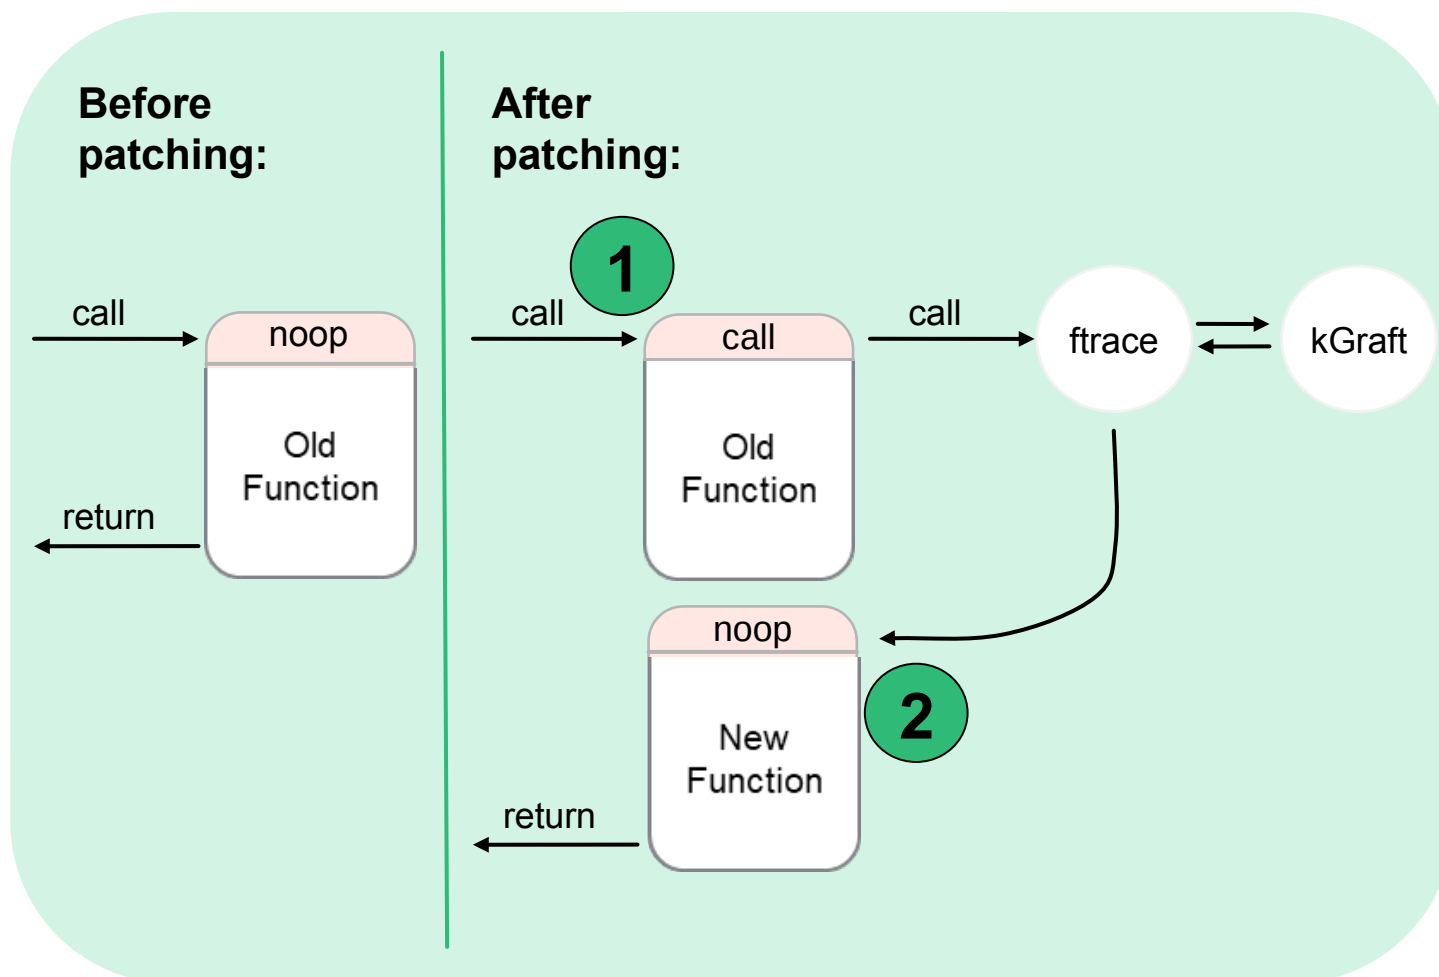 Before
patching:
call
noop
Old
Function
return
After
patching:
1
call
call
Old
Function
call
ftrace
kGraft
noop
New
Function
2
return